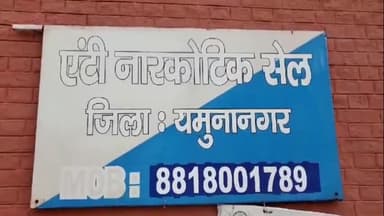 एंटी नारकोटिक सेल
जिला : यमुनानगर
MOB : 8818001789